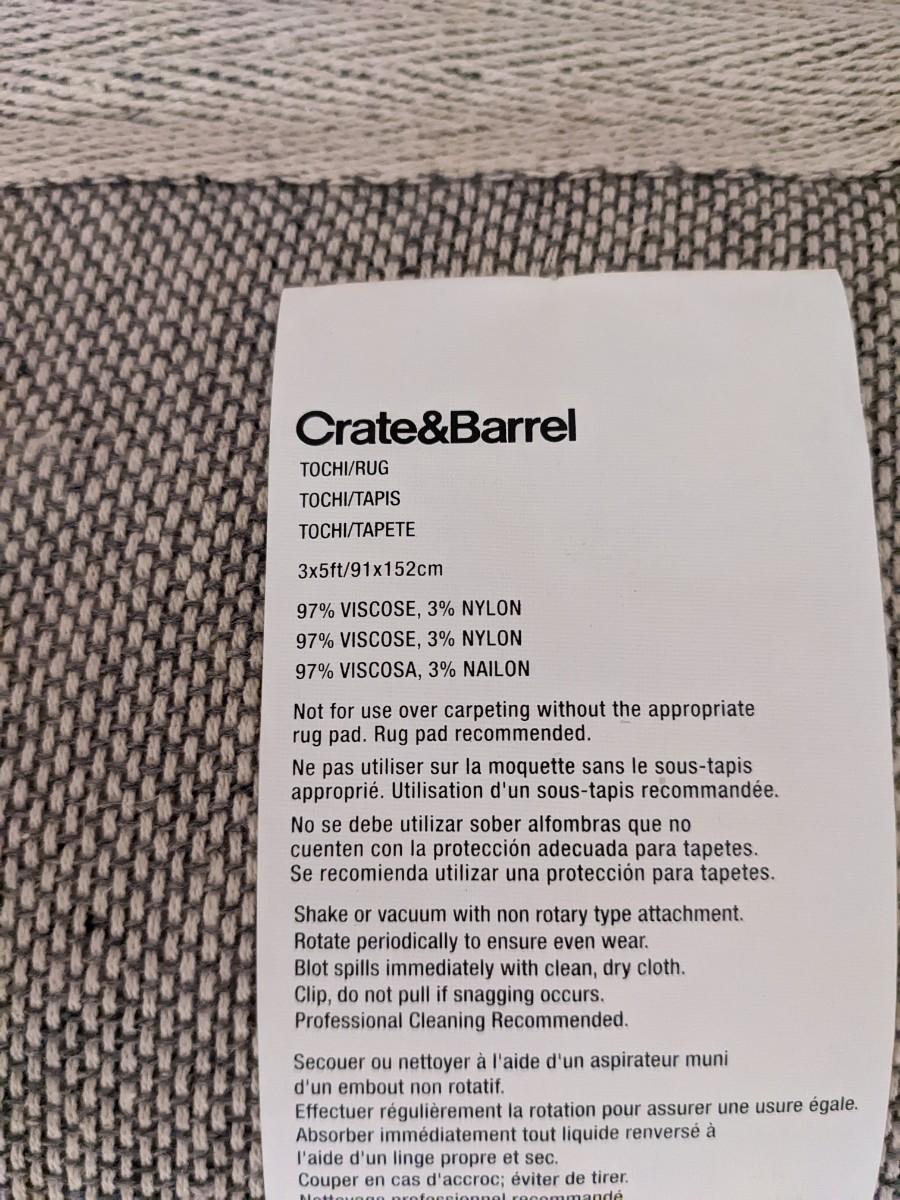 Crate&Barrel
TOCHI/RUG
TOCHI/TAPIS
TOCHI/TAPETE
3x5ft/91x152cm
97% VISCOSE, 3% NYLON
97% VISCOSE, 3% NYLON
97% VISCOSA, 3% NAILON
Not for use over carpeting without the appropriate
rug pad. Rug pad recommended.
Ne pas utiliser sur la moquette sans le sous-tapis
approprié. Utilisation d'un sous-tapis recommandée.
No se debe utilizar sober alfombras que no
cuenten con la protección adecuada para tapetes.
Se recomienda utilizar una protección para tapetes.
Shake or vacuum with non rotary type attachment.
Rotate periodically to ensure even wear.
Blot spills immediately with clean, dry cloth.
Clip, do not pull if snagging occurs.
Professional Cleaning Recommended.
Secouer ou nettoyer à l'aide d'un aspirateur muni
d'un embout non rotatif.
Effectuer régulièrement la rotation pour assurer une usure égale.
Absorber immédiatement tout liquide renversé à
l'aide d'un linge propre et sec.
Couper en cas d'accroc; éviter de tirer.
Nettoyage professionnel recommandé